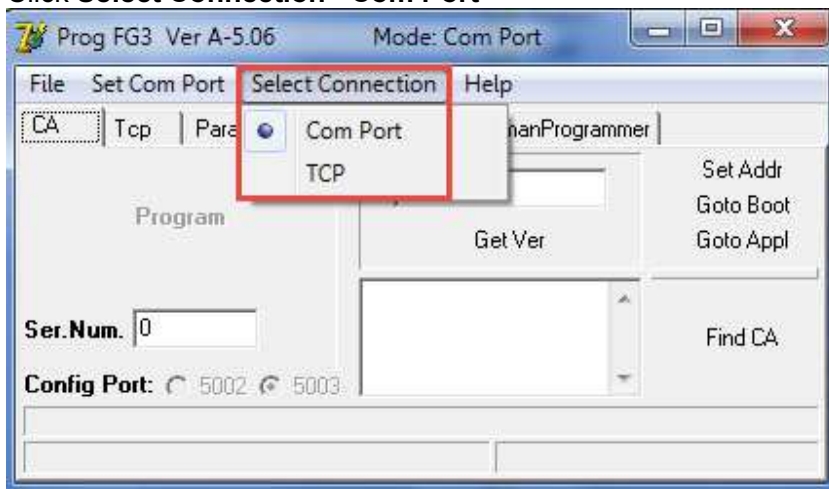 Prog FG3 Ver A-5.06 Mode: Com Port
File Set Com Port Select Connection Help
CA Tcp Para manProgrammer
Com Port
TCP
Set Addr
Goto Boot
Goto Appl
Program
Get Ver
Ser.Num. 0
Find CA
Config Port: 5002 5003